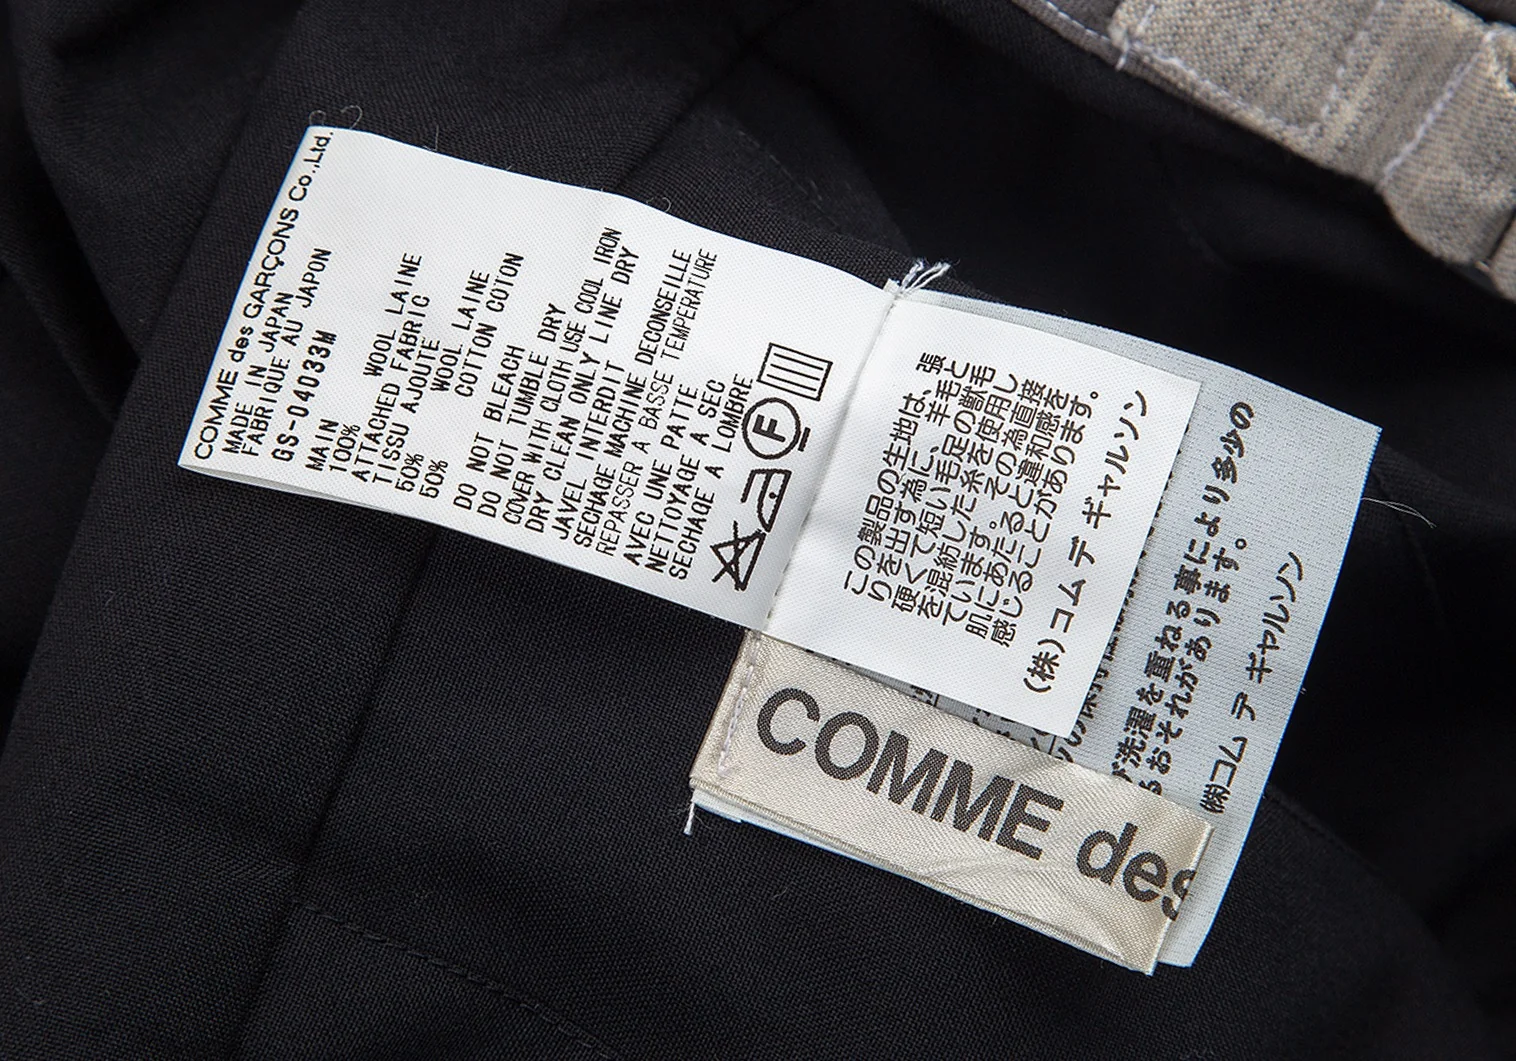 COMME des GARÇONS Co.,Ltd.
MADE IN JAPAN
FABRIQUE AU JAPON
GS-04033M
MAIN
100% WOOL LAINE
ATTACHED FABRIC
TISSU AJOUTE
50% WOOL LAINE
50% COTTON COTON
DO NOT BLEACH
DO NOT TUMBLE DRY
COVER WITH CLOTH USE COOL IRON
DRY CLEAN ONLY LINE DRY
JAVEL INTERDIT
SECHAGE MACHINE DECONSEILLE
REPASSER A BASSE TEMPERATURE
AVEC UNE PATTE
NETTOYAGE A SEC
SECHAGE A L'OMBRE
F
この製品の生地は、張
りを出す為に、羊毛と
硬くて短い毛足の獣毛
を混紡した糸を使用し
ています。その為直接
肌にあたると違和感を
感じることがあります。
(株)コム デ ギャルソン
洗濯を重ねる事により多少の
おそれがあります。
㈱コム デ ギャルソン
COMME des